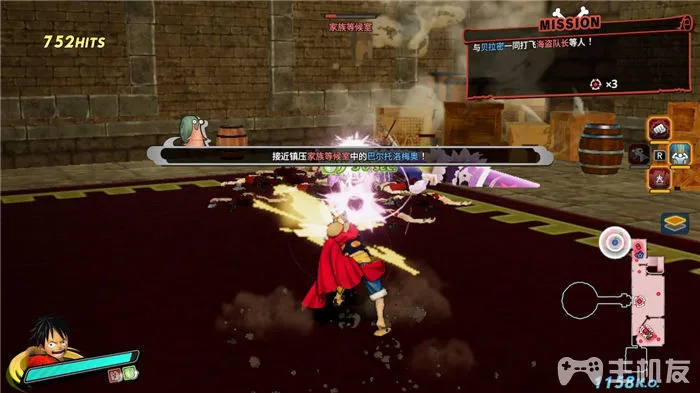 752HITS
家族等候室
MISSION
与贝拉密一同打飞海盗队长等人！
×3
接近镇压家族等候室中的巴尔托洛梅奥！
R
1158K.O.
主机友